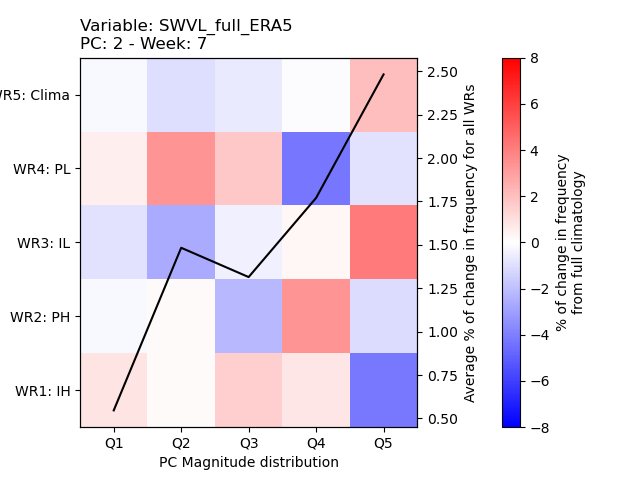 Variable: SWVL_full_ERA5
PC: 2 - Week: 7
WR5: Clima
WR4: PL
WR3: IL
WR2: PH
WR1: IH
Q1 Q2 Q3 Q4 Q5
PC Magnitude distribution
2.50
2.25
2.00
1.75
1.50
1.25
1.00
0.75
0.50
Average % of change in frequency for all WRs
8
6
4
2
0
−2
−4
−6
−8
% of change in frequency
from full climatology